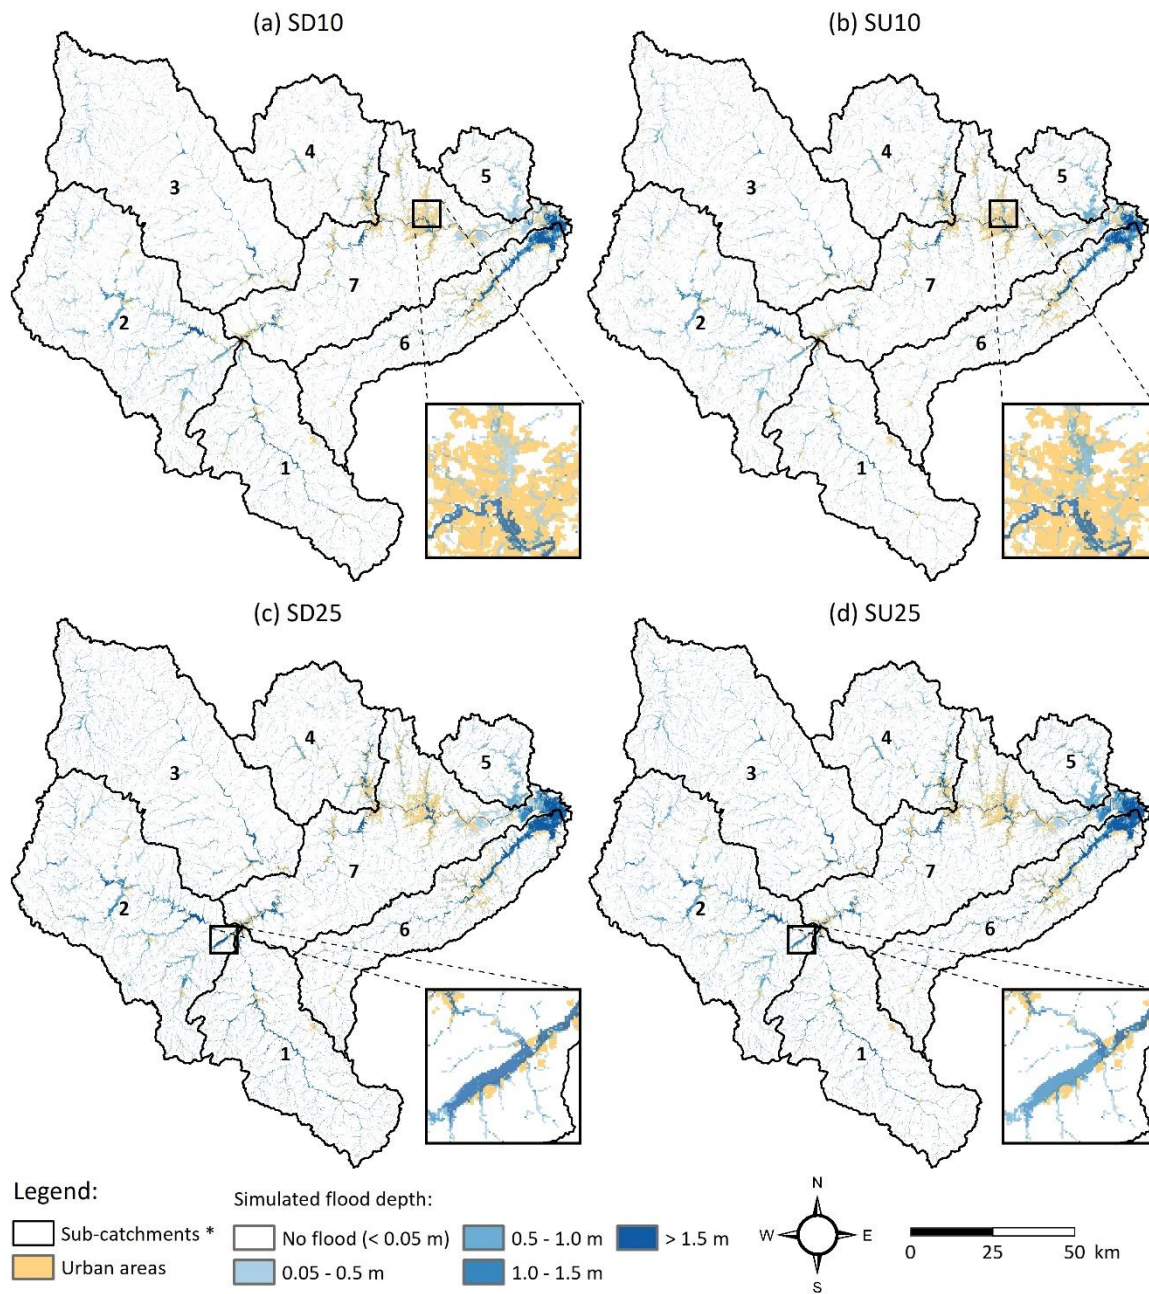 (a) SD10
(b) SU10
3
4
5
2
7
6
1
3
4
5
2
7
6
1
(c) SD25
(d) SU25
3
4
5
2
7
6
1
3
4
5
2
7
6
1
Legend:
Sub-catchments *
Urban areas
Simulated flood depth:
No flood (< 0.05 m)
0.05 - 0.5 m
0.5 - 1.0 m
1.0 - 1.5 m
> 1.5 m
N
W E
S
0 25 50 km